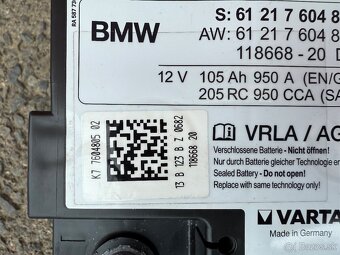 BMW
S: 61 21 7 604 8
AW: 61 21 7 604 8
118668 - 20 D
12 V 105 Ah 950 A (EN/G
205 RC 950 CCA (SA
VRLA / AG
Verschlossene Batterie - Nicht öffnen!
Nur durch Batterie gleicher Technologie er
Sealed Battery - Do not open!
Replace with same technology only!
VARTA
Made in Germany
K7 7604805 02
13 B 123 B Z 0682
118668 20